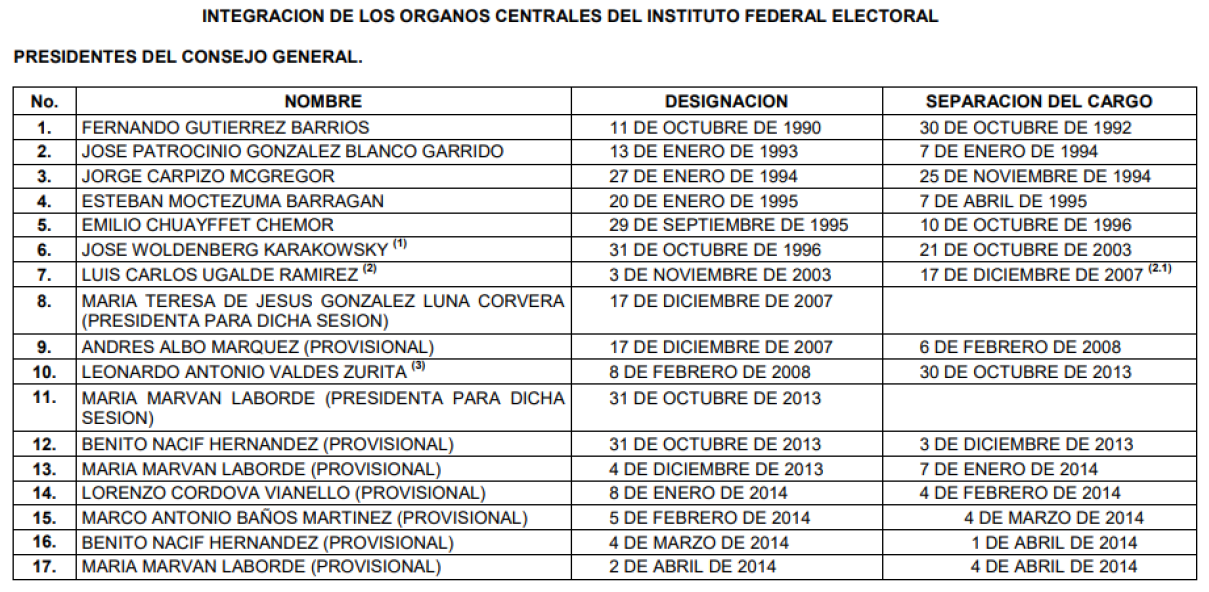 INTEGRACION DE LOS ORGANOS CENTRALES DEL INSTITUTO FEDERAL ELECTORAL
PRESIDENTES DEL CONSEJO GENERAL.
No. NOMBRE DESIGNACION SEPARACION DEL CARGO
1. FERNANDO GUTIERREZ BARRIOS 11 DE OCTUBRE DE 1990 30 DE OCTUBRE DE 1992
2. JOSE PATROCINIO GONZALEZ BLANCO GARRIDO 13 DE ENERO DE 1993 7 DE ENERO DE 1994
3. JORGE CARPIZO MCGREGOR 27 DE ENERO DE 1994 25 DE NOVIEMBRE DE 1994
4. ESTEBAN MOCTEZUMA BARRAGAN 20 DE ENERO DE 1995 7 DE ABRIL DE 1995
5. EMILIO CHUAYFFET CHEMOR 29 DE SEPTIEMBRE DE 1995 10 DE OCTUBRE DE 1996
6. JOSE WOLDENBERG KARAKOWSKY (1) 31 DE OCTUBRE DE 1996 21 DE OCTUBRE DE 2003
7. LUIS CARLOS UGALDE RAMIREZ (2) 3 DE NOVIEMBRE DE 2003 17 DE DICIEMBRE DE 2007 (2.1)
8. MARIA TERESA DE JESUS GONZALEZ LUNA CORVERA 17 DE DICIEMBRE DE 2007
(PRESIDENTA PARA DICHA SESION)
9. ANDRES ALBO MARQUEZ (PROVISIONAL) 17 DE DICIEMBRE DE 2007 6 DE FEBRERO DE 2008
10. LEONARDO ANTONIO VALDES ZURITA (3) 8 DE FEBRERO DE 2008 30 DE OCTUBRE DE 2013
11. MARIA MARVAN LABORDE (PRESIDENTA PARA DICHA 31 DE OCTUBRE DE 2013
SESION)
12. BENITO NACIF HERNANDEZ (PROVISIONAL) 31 DE OCTUBRE DE 2013 3 DE DICIEMBRE DE 2013
13. MARIA MARVAN LABORDE (PROVISIONAL) 4 DE DICIEMBRE DE 2013 7 DE ENERO DE 2014
14. LORENZO CORDOVA VIANELLO (PROVISIONAL) 8 DE ENERO DE 2014 4 DE FEBRERO DE 2014
15. MARCO ANTONIO BAÑOS MARTINEZ (PROVISIONAL) 5 DE FEBRERO DE 2014 4 DE MARZO DE 2014
16. BENITO NACIF HERNANDEZ (PROVISIONAL) 4 DE MARZO DE 2014 1 DE ABRIL DE 2014
17. MARIA MARVAN LABORDE (PROVISIONAL) 2 DE ABRIL DE 2014 4 DE ABRIL DE 2014